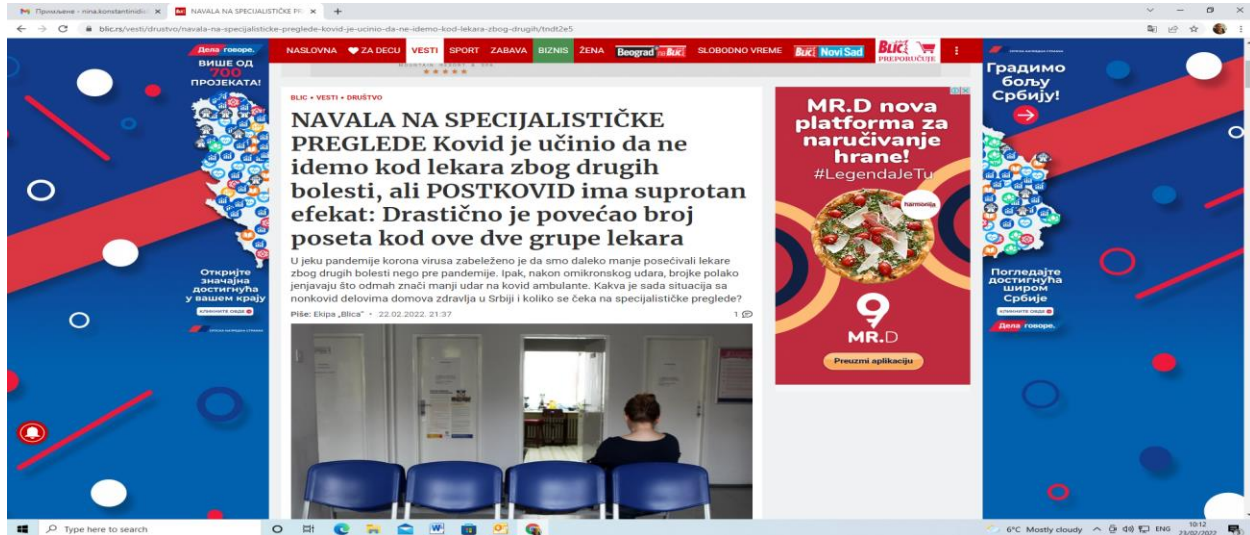 Примљене - nina.konstantinidi
NAVALA NA SPECIJALISTIČKE PR
blic.rs/vesti/drustvo/navala-na-specijalisticke-preglede-kovid-je-ucinio-da-ne-idemo-kod-lekara-zbog-drugih/tndt2e5
Дела говоре.
ВИШЕ ОД
700
ПРОЈЕКАТА!
Откријте
значајна
достигнућа
у вашем крају
КЛИКНИТЕ ОВДЕ
NASLOVNA ZA DECU VESTI SPORT ZABAVA BIZNIS ŽENA Beograd Blic SLOBODNO VREME Blic Novi Sad Blic PREPORUČUJE
BLIC • VESTI • DRUŠTVO
NAVALA NA SPECIJALISTIČKE
PREGLEDE Kovid je učinio da ne
idemo kod lekara zbog drugih
bolesti, ali POSTKOVID ima suprotan
efekat: Drastično je povećao broj
poseta kod ove dve grupe lekara
U jeku pandemije korona virusa zabeleženo je da smo daleko manje posećivali lekare
zbog drugih bolesti nego pre pandemije. Ipak, nakon omikronskog udara, brojke polako
jenjavaju što odmah znači manji udar na kovid ambulante. Kakva je sada situacija sa
nonkovid delovima domova zdravlja u Srbiji i koliko se čeka na specijalističke preglede?
Piše: Ekipa „Blica" • 22.02.2022. 21:37 1
MR.D nova
platforma za
naručivanje
hrane!
#LegendaJeTu
harmonija
MR.D
Preuzmi aplikaciju
Градимо
бољу
Србију!
Погледајте
достигнућа
широм
Србије
КЛИКНИТЕ ОВДЕ
Дела говоре.
Type here to search
6°C Mostly cloudy ENG 10:12
23/02/2022